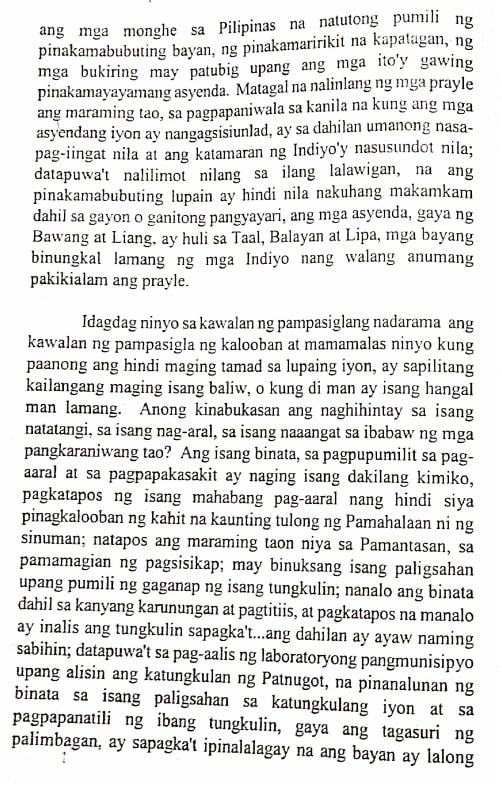 ang mga monghe sa Pilipinas na natutong pumili ng
pinakamabubuting bayan, ng pinakamaririkit na kapatagan, ng
mga bukiring may patubig upang ang mga ito'y gawing
pinakamayayamang asyenda. Matagal na nalinlang ng mga prayle
ang maraming tao, sa pagpapaniwala sa kanila na kung ang mga
asyendang iyon ay nangagsisiunlad, ay sa dahilan umanong nasa-
pag-iingat nila at ang katamaran ng Indiyo'y nasusundot nila;
datapuwa't nalilimot nilang sa ilang lalawigan, na ang
pinakamabubuting lupain ay hindi nila nakuhang makamkam
dahil sa gayon o ganitong pangyayari, ang mga asyenda, gaya ng
Bawang at Liang, ay huli sa Taal, Balayan at Lipa, mga bayang
binungkal lamang ng mga Indiyo nang walang anumang
pakikialam ang prayle.
Idagdag ninyo sa kawalan ng pampasiglang nadarama ang
kawalan ng pampasigla ng kalooban at mamamalas ninyo kung
paanong ang hindi maging tamad sa lupaing iyon, ay sapilitang
kailangang maging isang baliw, o kung di man ay isang hangal
man lamang. Anong kinabukasan ang naghihintay sa isang
natatangi, sa isang nag-aral, sa isang naaangat sa ibabaw ng mga
pangkaraniwang tao? Ang isang binata, sa pagpupumilit sa pag-
aaral at sa pagpapakasakit ay naging isang dakilang kimiko,
pagkatapos ng isang mahabang pag-aaral nang hindi siya
pinagkalooban ng kahit na kaunting tulong ng Pamahalaan ni ng
sinuman; natapos ang maraming taon niya sa Pamantasan, sa
pamamagian ng pagsisikap; may binuksang isang paligsahan
upang pumili ng gaganap ng isang tungkulin; nanalo ang binata
dahil sa kanyang karunungan at pagtitiis, at pagkatapos na manalo
ay inalis ang tungkulin sapagka't...ang dahilan ay ayaw naming
sabihin; datapuwa't sa pag-aalis ng laboratoryong pangmunisipyo
upang alisin ang katungkulan ng Patnugot, na pinanalunan ng
binata sa isang paligsahan sa katungkulang iyon at sa
pagpapanatili ng ibang tungkulin, gaya ang tagasuri ng
palimbagan, ay sapagka't ipinalalagay na ang bayan ay lalong